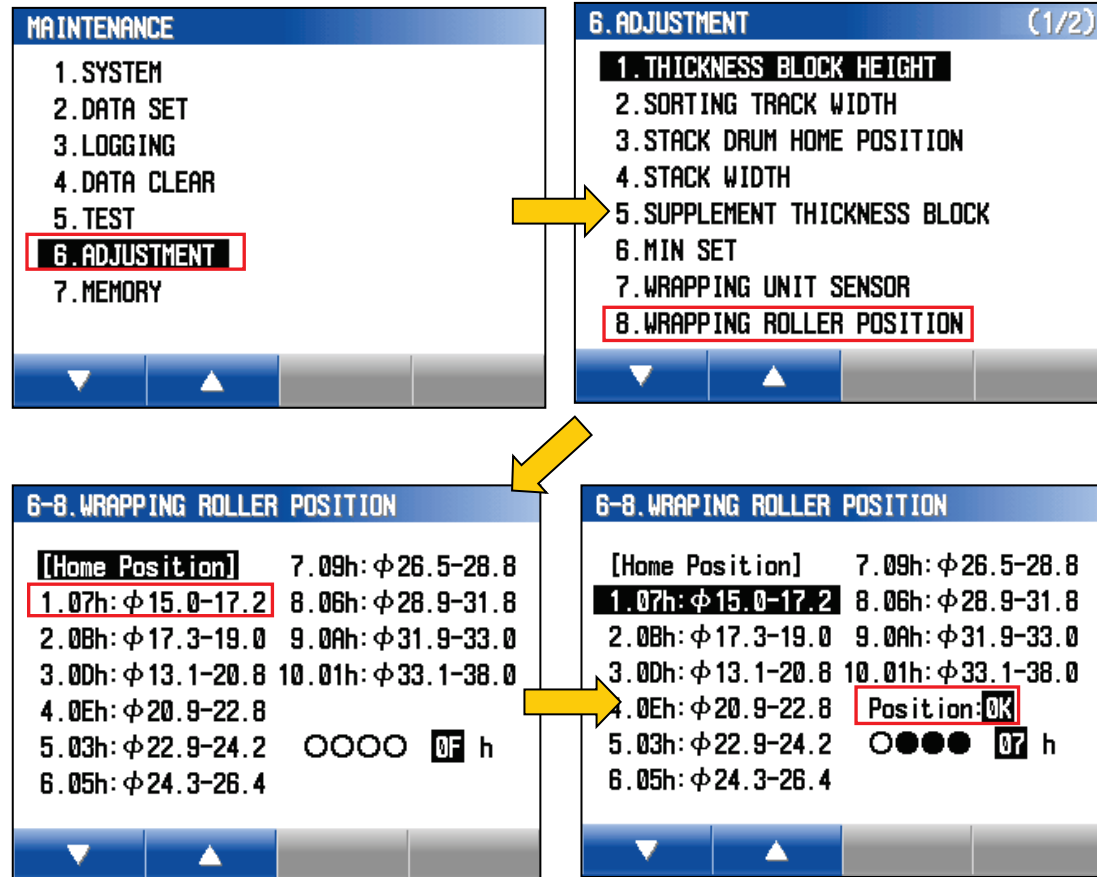 MAINTENANCE
1.SYSTEM
2.DATA SET
3.LOGGING
4.DATA CLEAR
5.TEST
6.ADJUSTMENT
7.MEMORY
6.ADJUSTMENT (1/2)
1.THICKNESS BLOCK HEIGHT
2.SORTING TRACK WIDTH
3.STACK DRUM HOME POSITION
4.STACK WIDTH
5.SUPPLEMENT THICKNESS BLOCK
6.MIN SET
7.WRAPPING UNIT SENSOR
8.WRAPPING ROLLER POSITION
6-8.WRAPPING ROLLER POSITION
[Home Position] 7.09h:φ26.5-28.8
1.07h:φ15.0-17.2 8.06h:φ28.9-31.8
2.0Bh:φ17.3-19.0 9.0Ah:φ31.9-33.0
3.0Dh:φ13.1-20.8 10.01h:φ33.1-38.0
4.0Eh:φ20.9-22.8
5.03h:φ22.9-24.2 ○○○○ 0F h
6.05h:φ24.3-26.4
6-8.WRAPING ROLLER POSITION
[Home Position] 7.09h:φ26.5-28.8
1.07h:φ15.0-17.2 8.06h:φ28.9-31.8
2.0Bh:φ17.3-19.0 9.0Ah:φ31.9-33.0
3.0Dh:φ13.1-20.8 10.01h:φ33.1-38.0
.0Eh:φ20.9-22.8 Position:OK
5.03h:φ22.9-24.2 ○●●● 07 h
6.05h:φ24.3-26.4